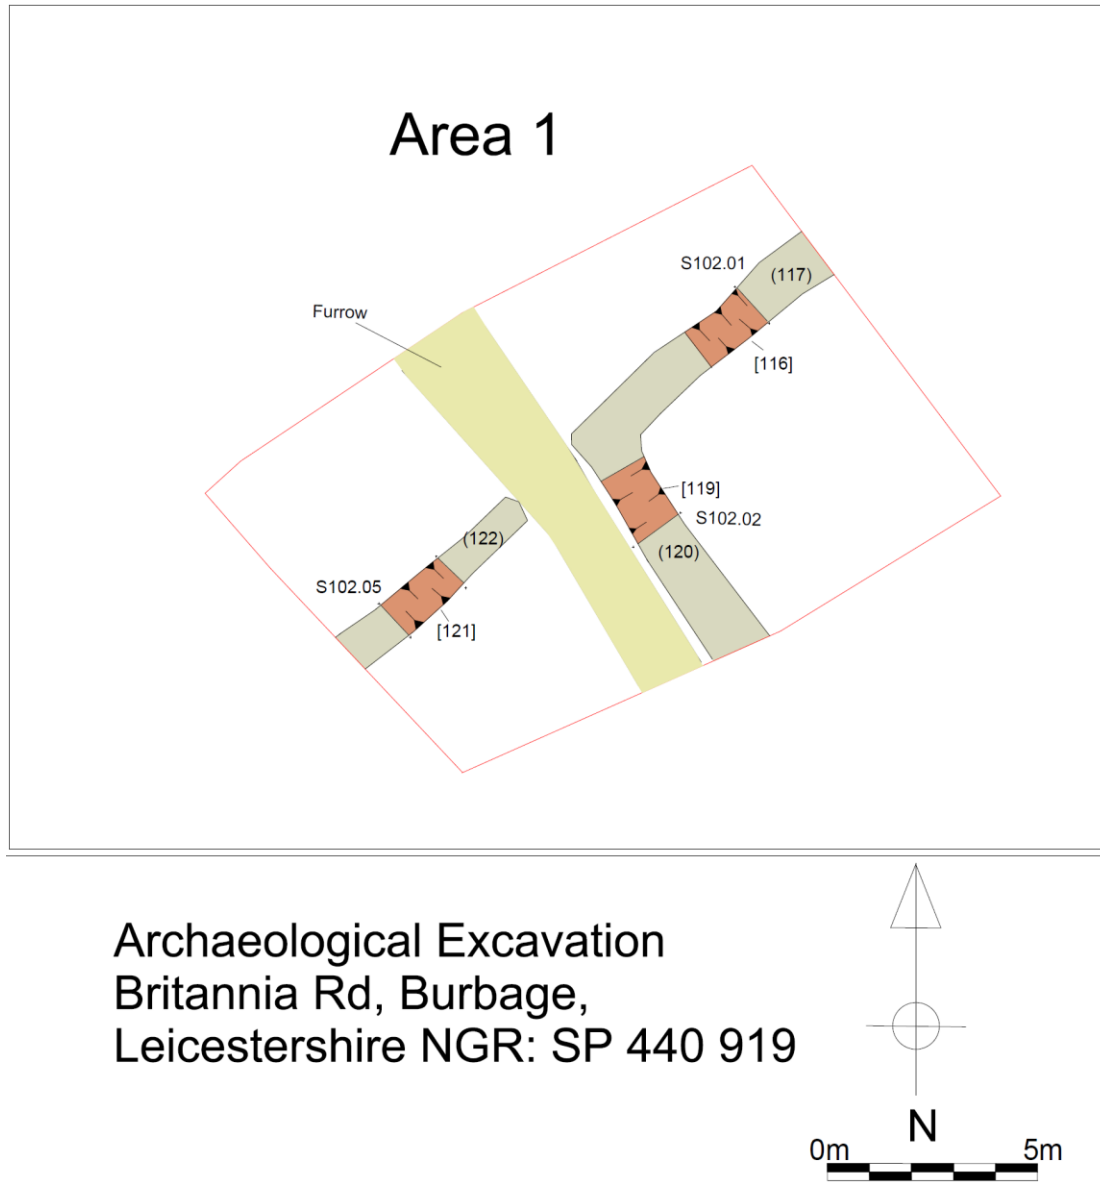 Area 1
S102.01
(117)
Furrow
[116]
[119]
S102.02
(122)
(120)
S102.05
[121]
Archaeological Excavation
Britannia Rd, Burbage,
Leicestershire NGR: SP 440 919
N
0m 5m